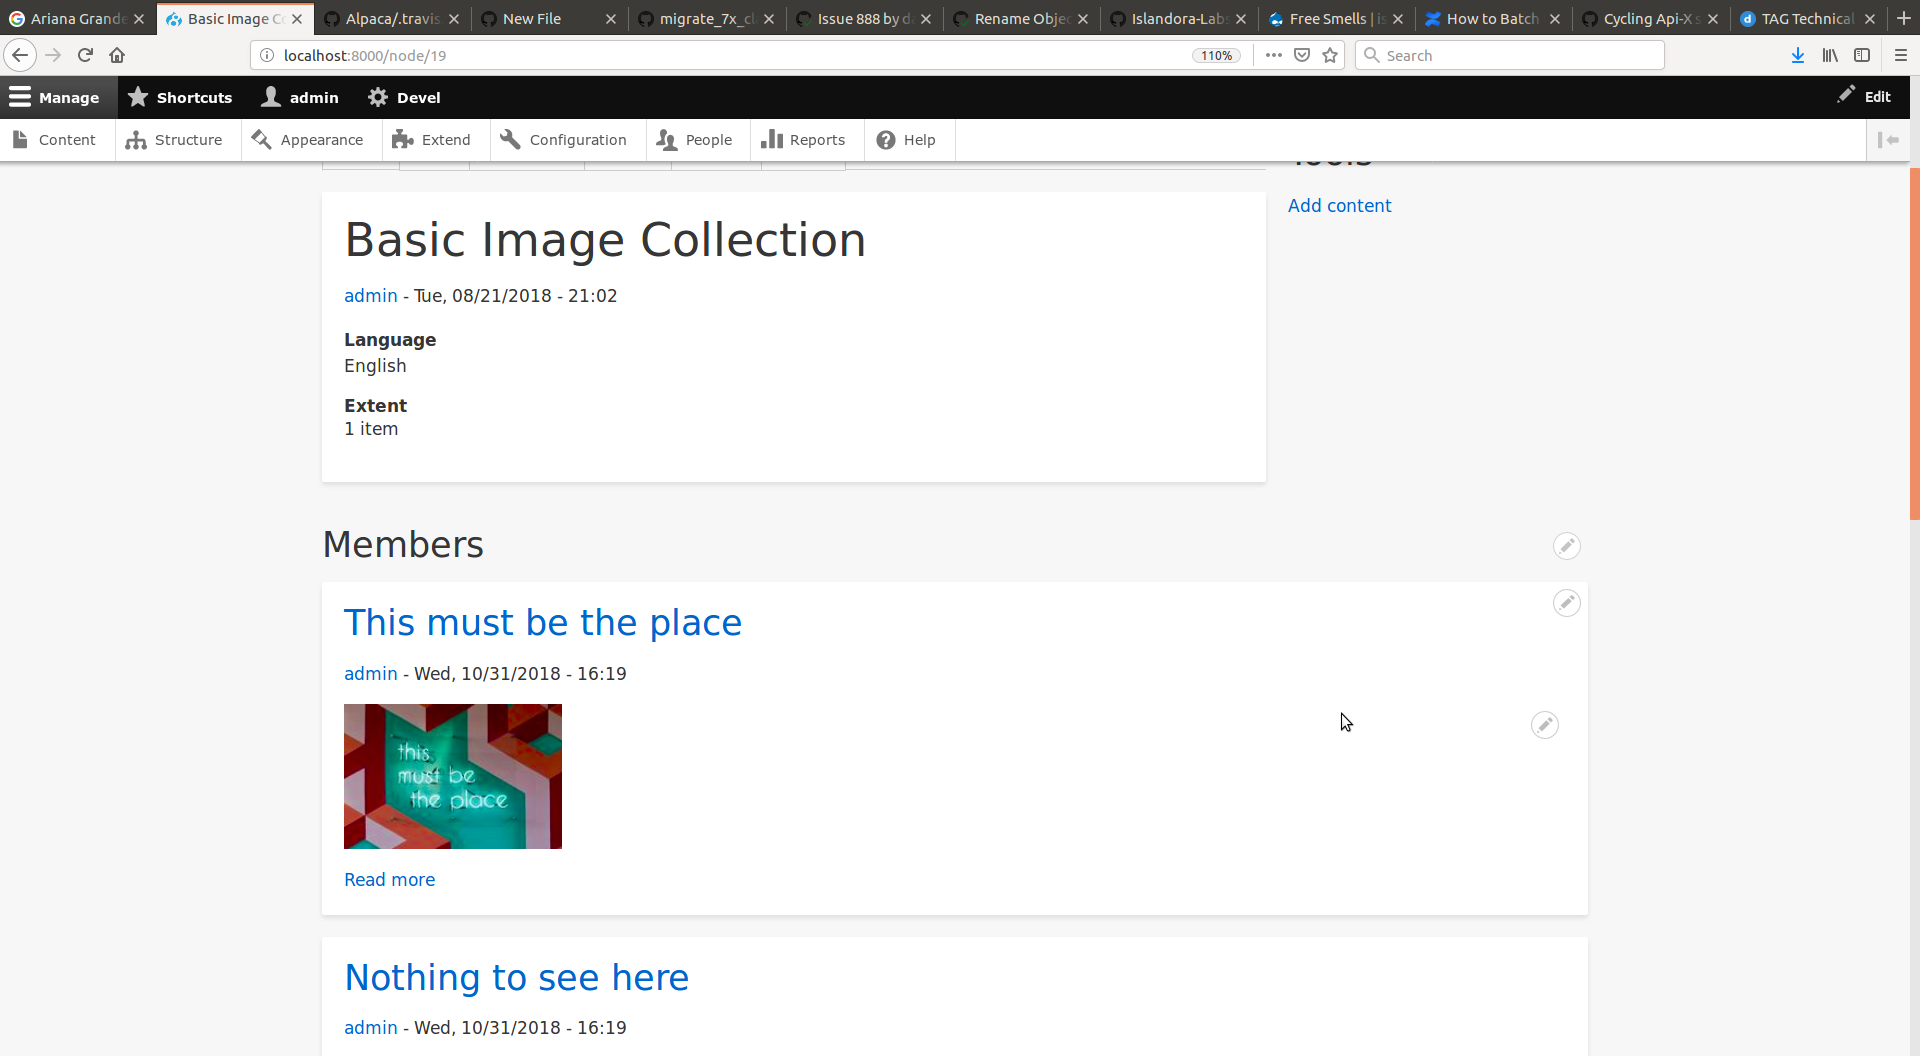 Ariana Grande
Basic Image C
Alpaca/.travis
New File
migrate_7x_cl
Issue 888 by d
Rename Objec
Islandora-Labs
Free Smells | is
How to Batch
Cycling Api-X s
TAG Technical
localhost:8000/node/19
110%
Search
Manage
Shortcuts
admin
Devel
Edit
Content
Structure
Appearance
Extend
Configuration
People
Reports
Help
Tools
Add content
Basic Image Collection
admin - Tue, 08/21/2018 - 21:02
Language
English
Extent
1 item
Members
This must be the place
admin - Wed, 10/31/2018 - 16:19
this
must be
the place
Read more
Nothing to see here
admin - Wed, 10/31/2018 - 16:19